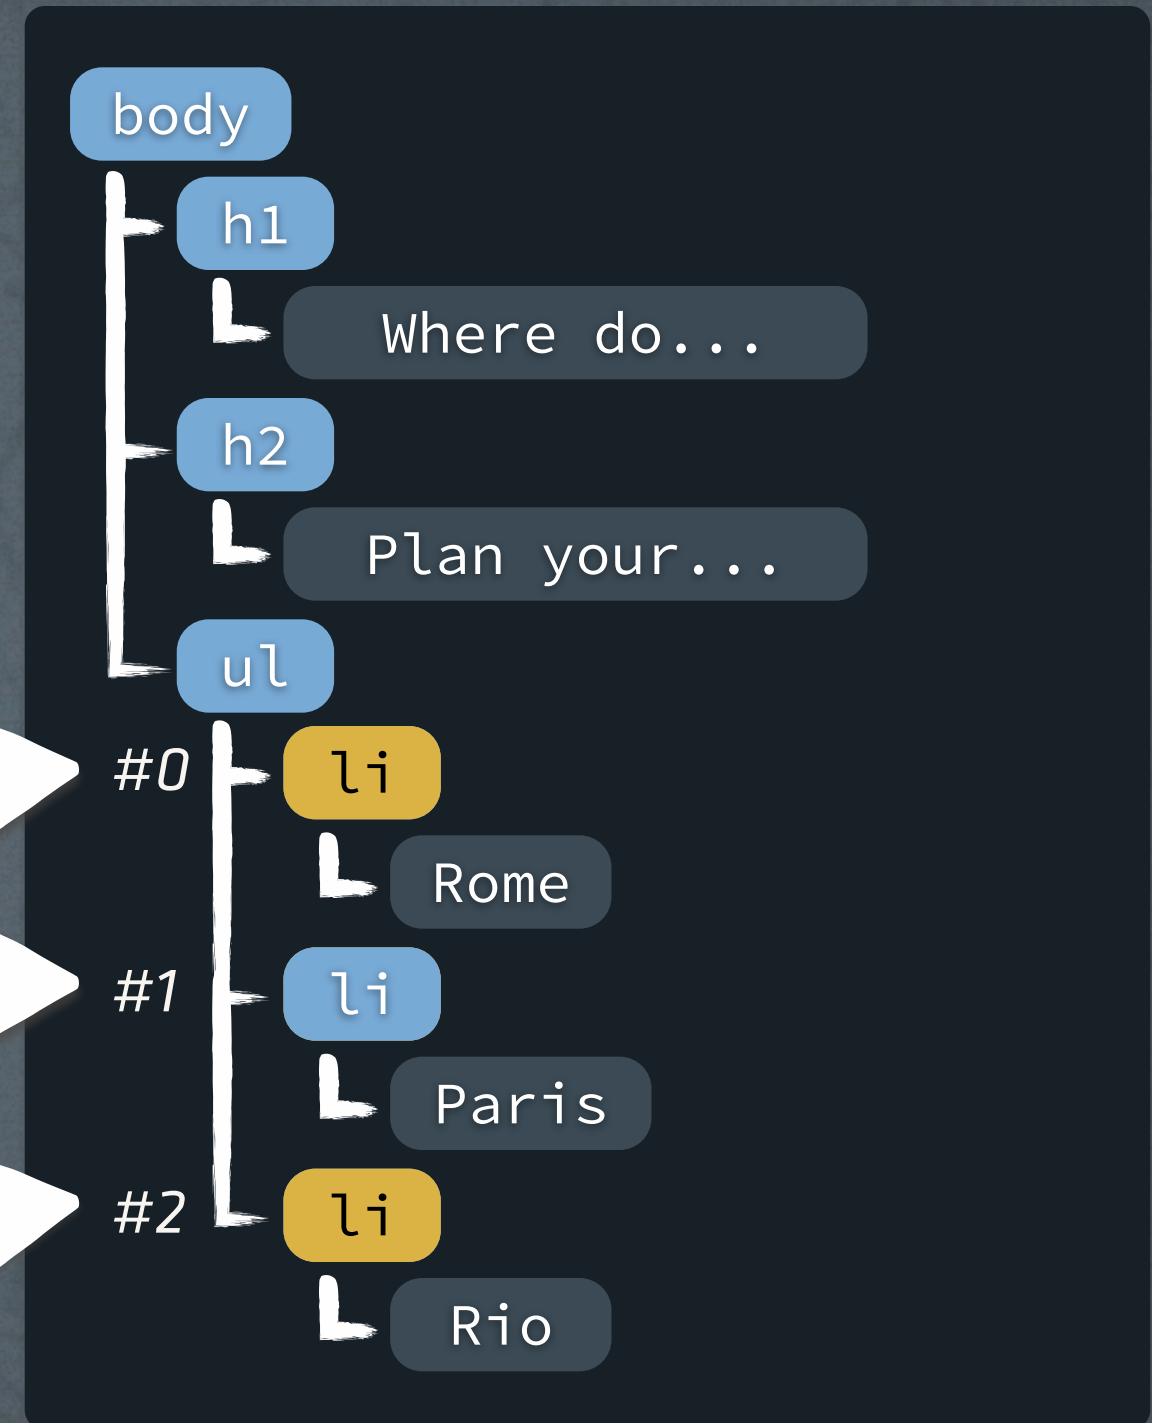 body
h1
Where do...
h2
Plan your...
ul
#0 li
Rome
#1 li
Paris
#2 li
Rio